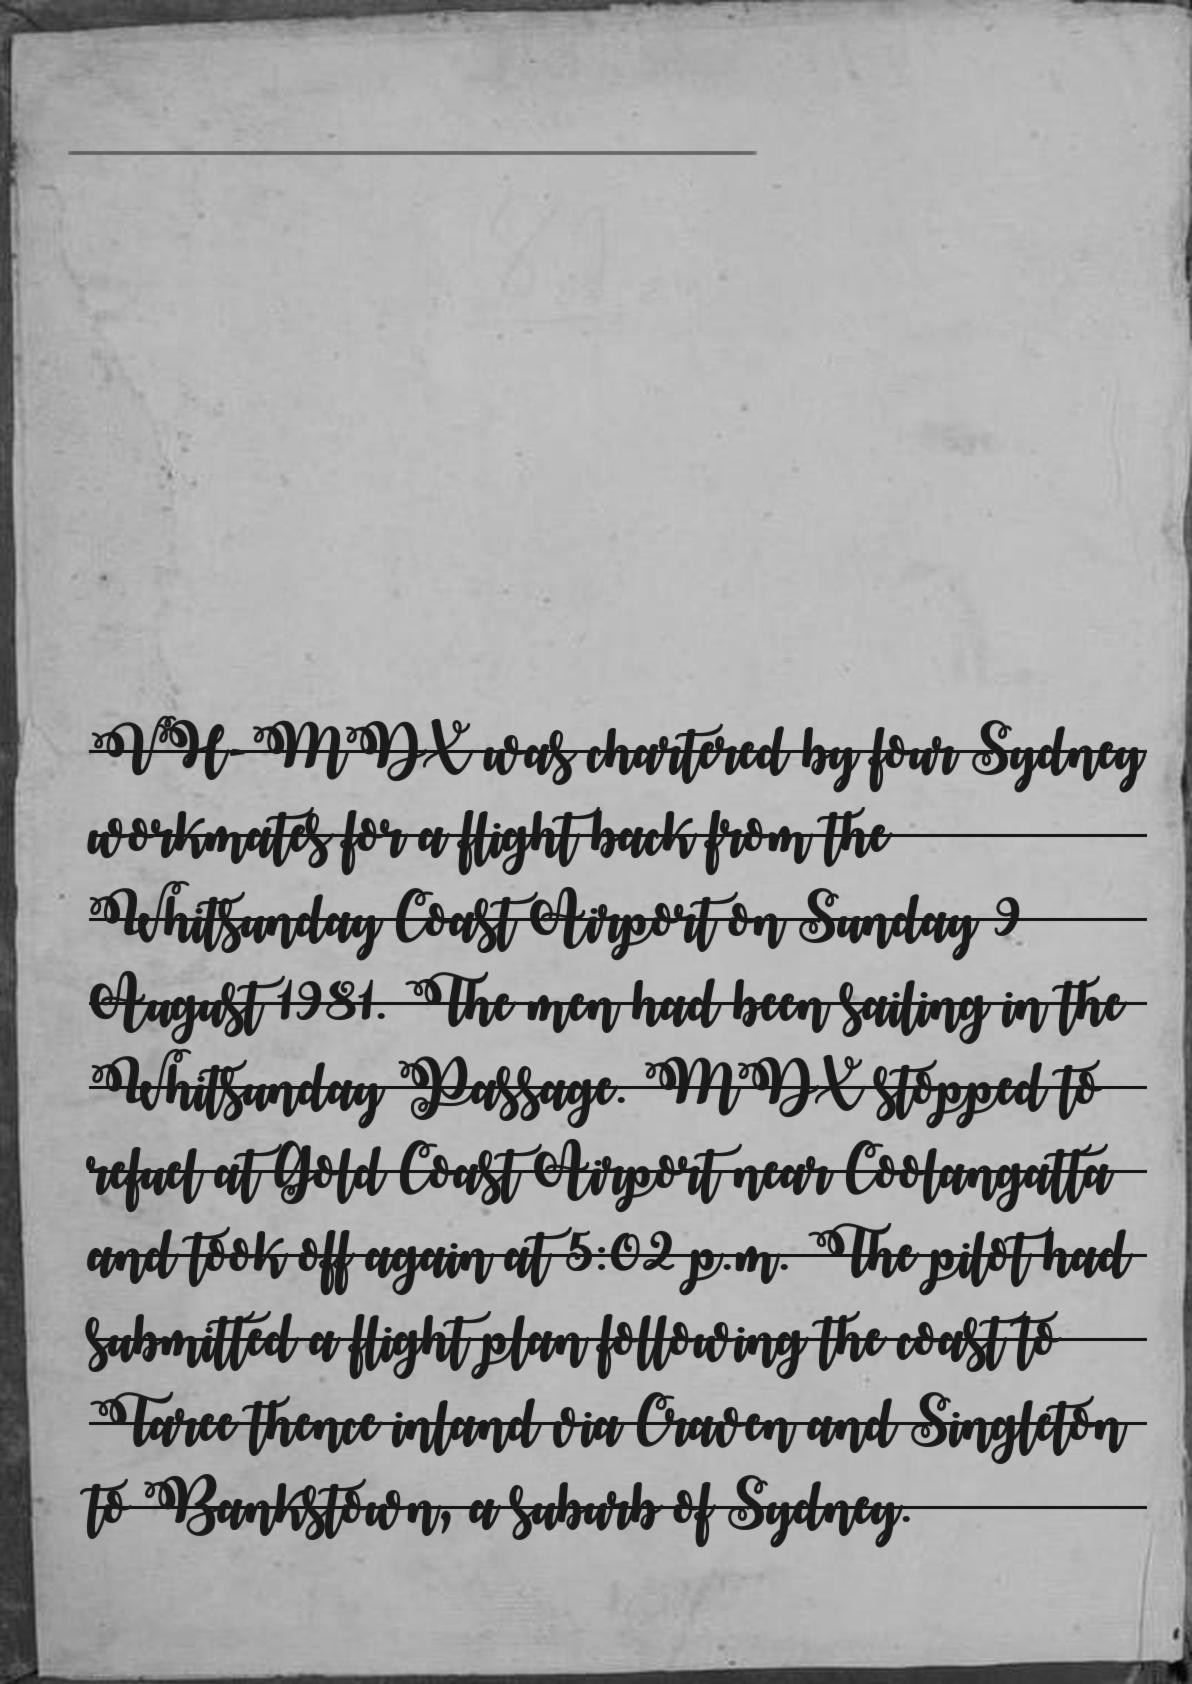 VH-MDX was chartered by four Sydney
workmates for a flight back from the
Whitsunday Coast Airport on Sunday 9
August 1981. The men had been sailing in the
Whitsunday Passage. MDX stopped to
refuel at Gold Coast Airport near Coolangatta
and took off again at 5:02 p.m. The pilot had
submitted a flight plan following the coast to
Taree thence inland via Craven and Singleton
to Bankstown, a suburb of Sydney.